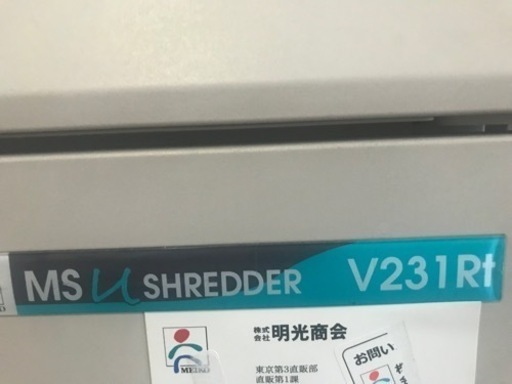 MS u SHREDDER V231Rt
株式会社 明光商会
MEIKO
東京第3直販部
直販第1課
お問い